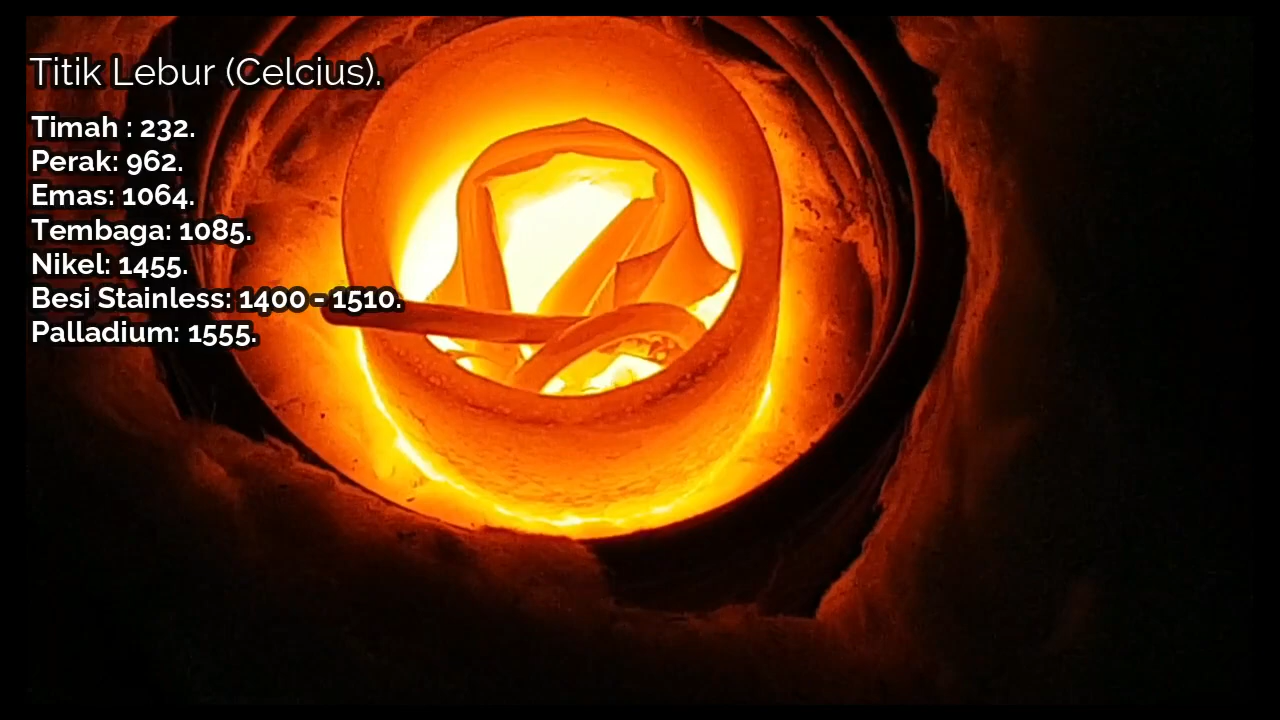 Titik Lebur (Celcius).
Timah : 232.
Perak: 962.
Emas: 1064.
Tembaga: 1085.
Nikel: 1455.
Besi Stainless: 1400 - 1510.
Palladium: 1555.